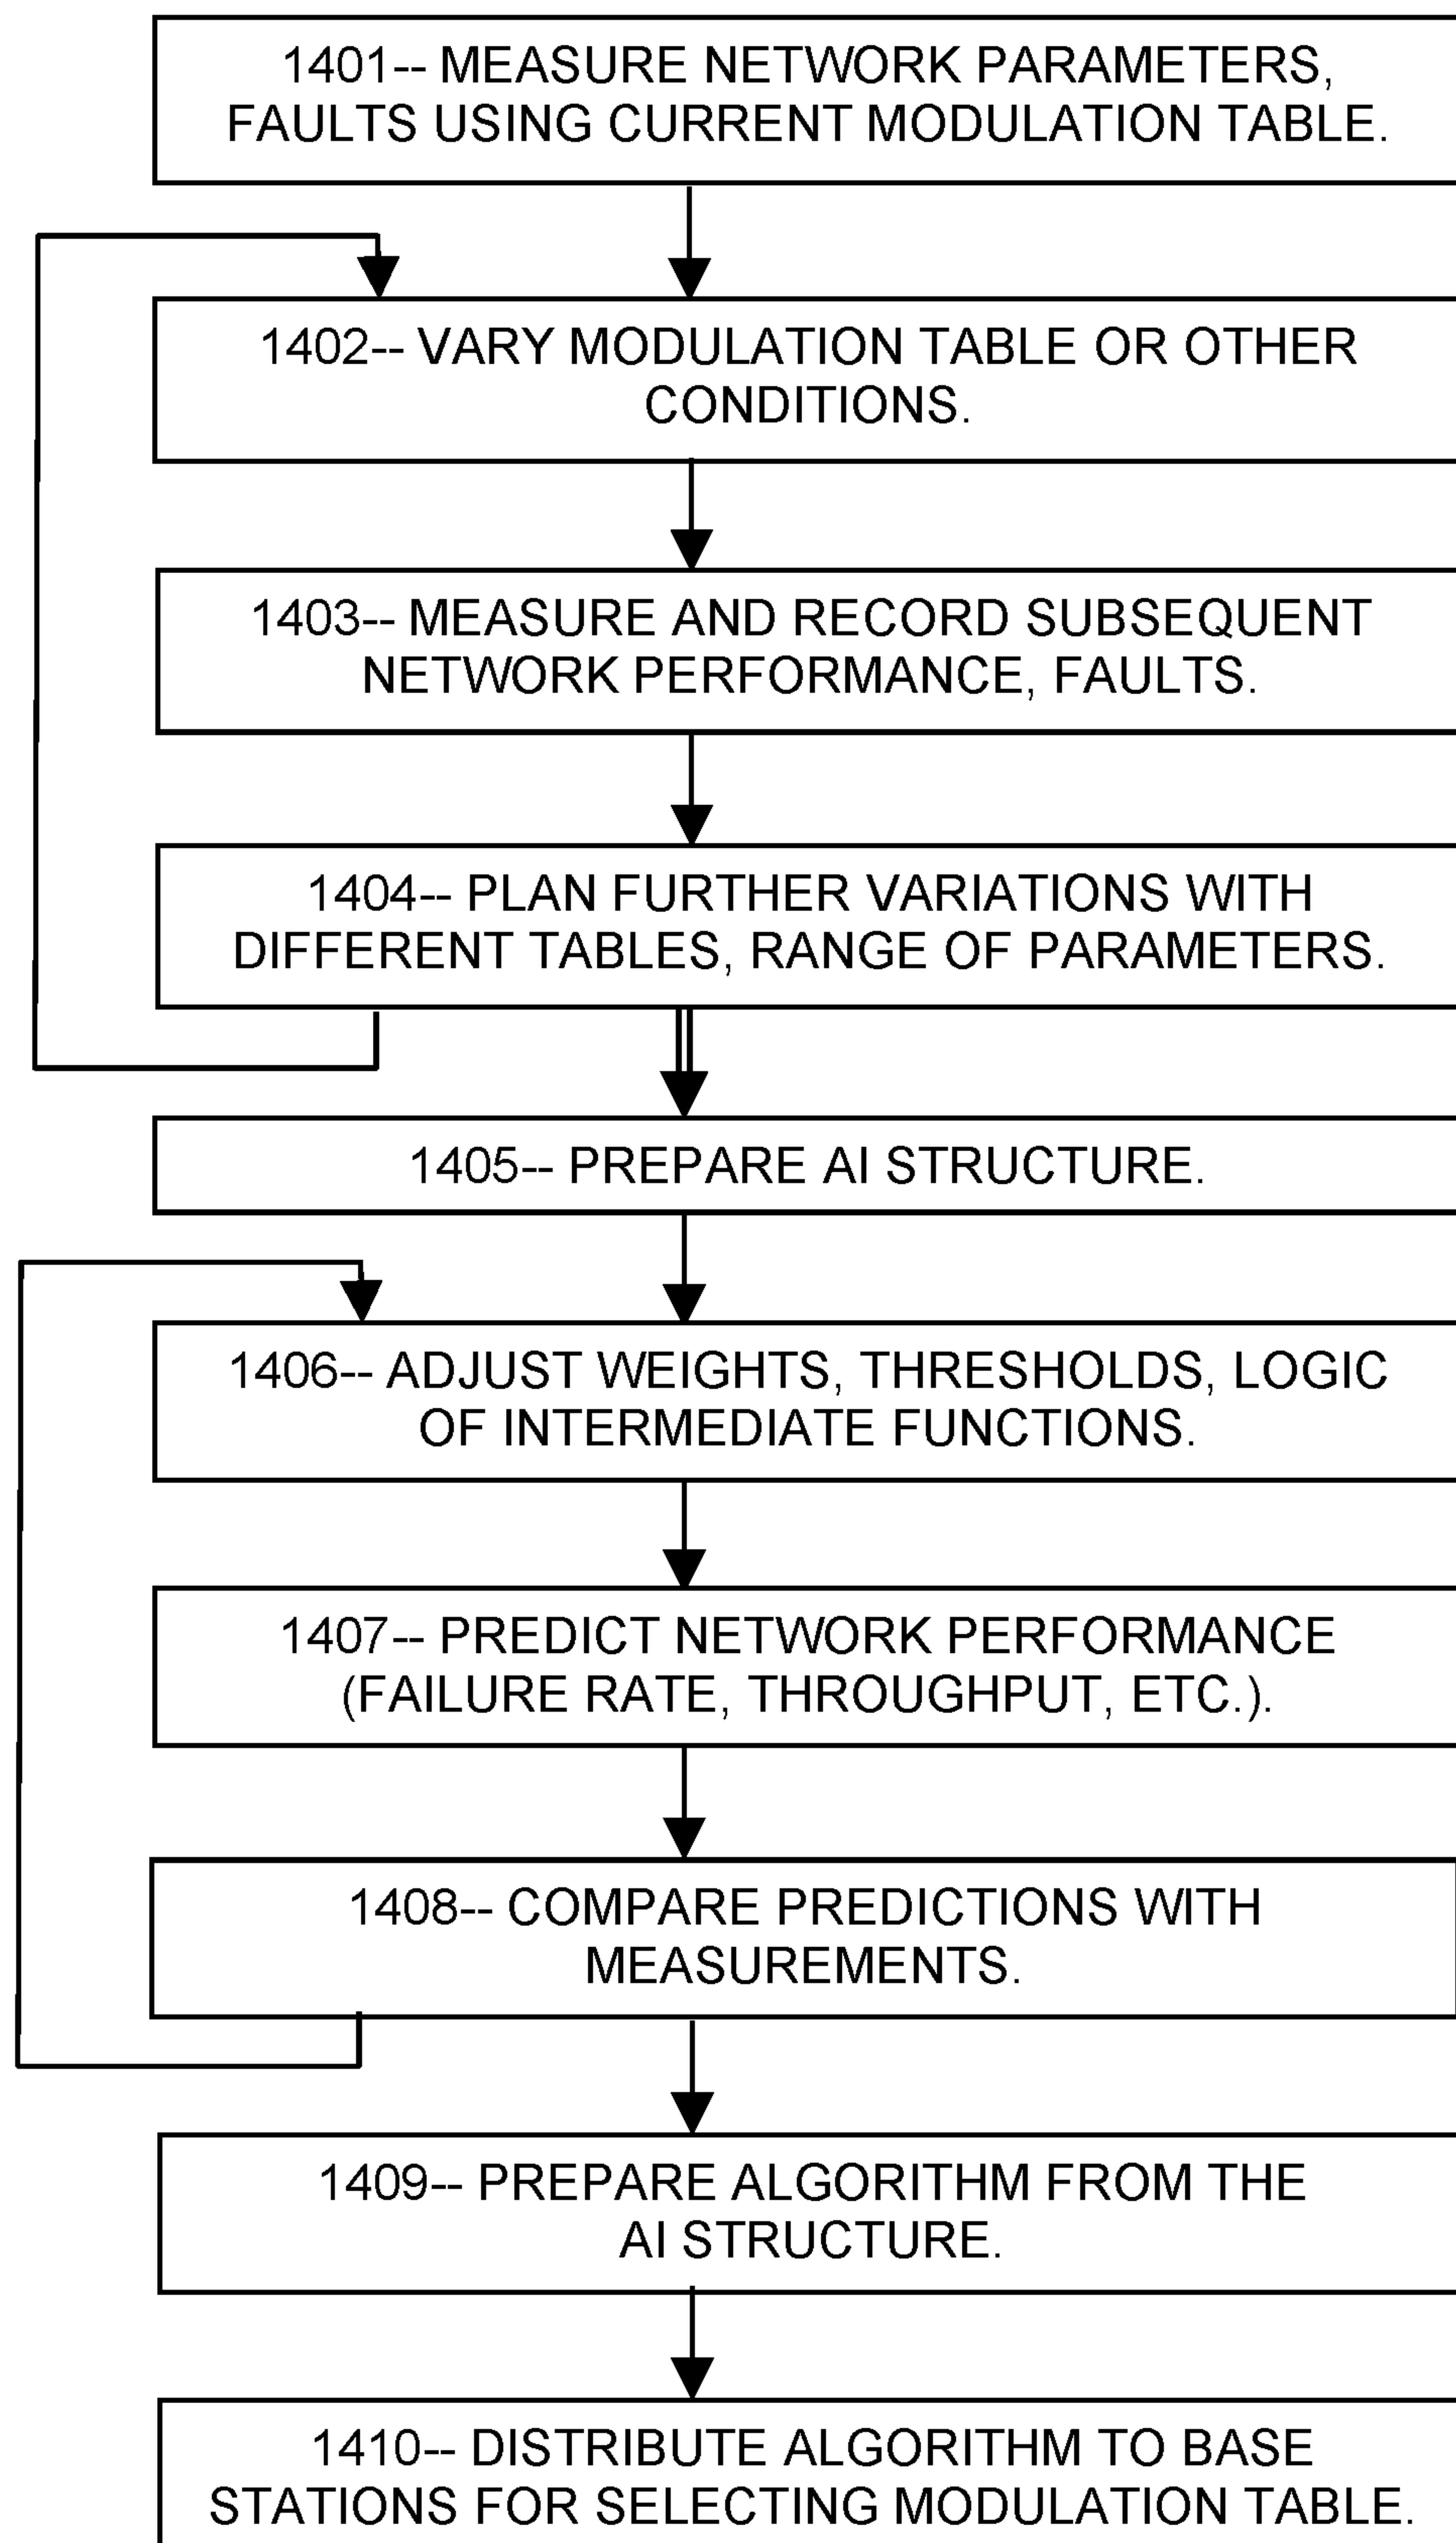 1401-- MEASURE NETWORK PARAMETERS,
FAULTS USING CURRENT MODULATION TABLE.
1402-- VARY MODULATION TABLE OR OTHER
CONDITIONS.
1403-- MEASURE AND RECORD SUBSEQUENT
NETWORK PERFORMANCE, FAULTS.
1404-- PLAN FURTHER VARIATIONS WITH
DIFFERENT TABLES, RANGE OF PARAMETERS.
1405-- PREPARE AI STRUCTURE.
1406-- ADJUST WEIGHTS, THRESHOLDS, LOGIC
OF INTERMEDIATE FUNCTIONS.
1407-- PREDICT NETWORK PERFORMANCE
(FAILURE RATE, THROUGHPUT, ETC.).
1408-- COMPARE PREDICTIONS WITH
MEASUREMENTS.
1409-- PREPARE ALGORITHM FROM THE
AI STRUCTURE.
1410-- DISTRIBUTE ALGORITHM TO BASE
STATIONS FOR SELECTING MODULATION TABLE.